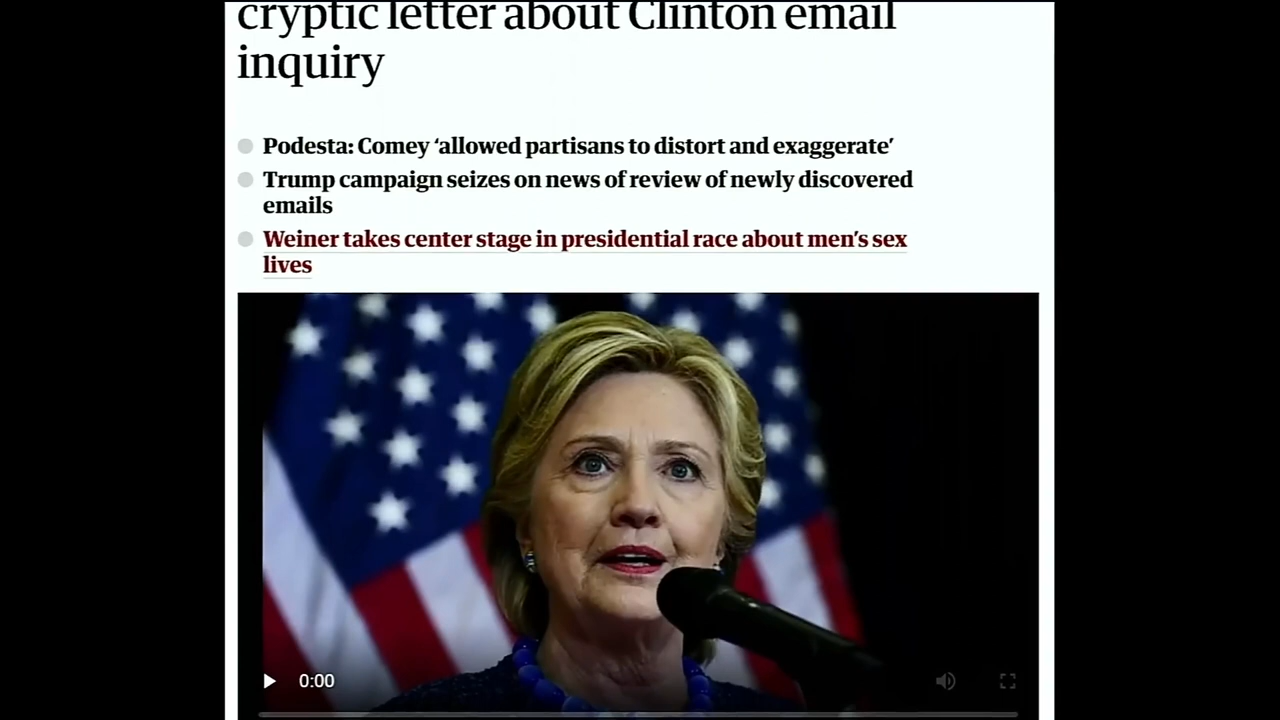 cryptic letter about Clinton email
inquiry
Podesta: Comey ‘allowed partisans to distort and exaggerate’
Trump campaign seizes on news of review of newly discovered
emails
Weiner takes center stage in presidential race about men’s sex
lives
0:00